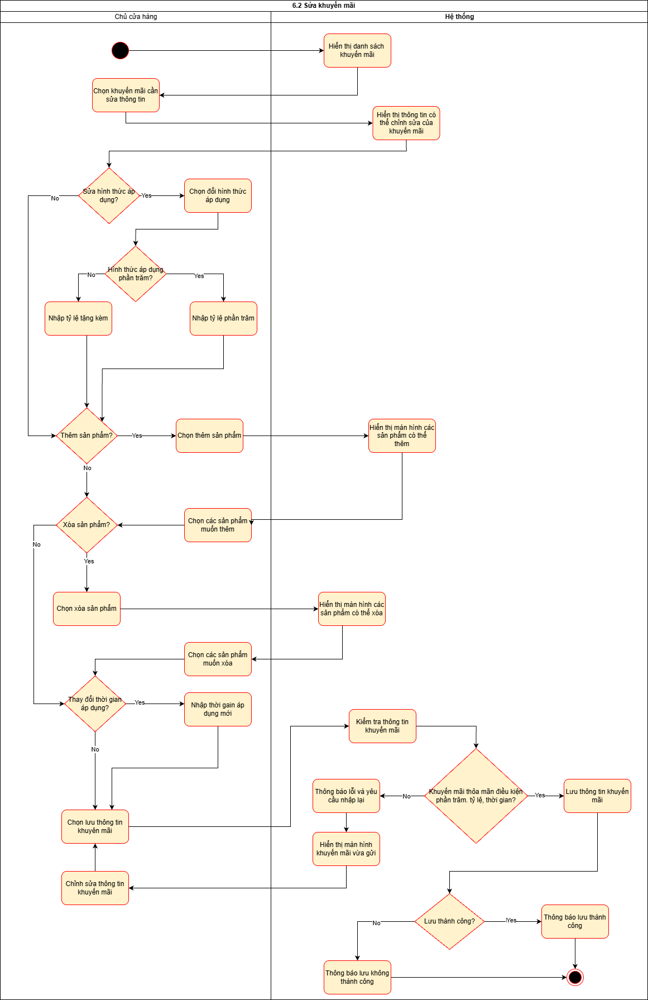 6.2 Sửa khuyến mãi
Chủ cửa hàng
Hệ thống
Hiển thị danh sách
khuyến mãi
Chọn khuyến mãi cần
sửa thông tin
Hiển thị thông tin có
thể chỉnh sửa của
khuyến mãi
Sửa hình thức áp
dụng?
No
Yes
Chọn đổi hình thức
áp dụng
Hình thức áp dụng
phần trăm?
No
Yes
Nhập tỷ lệ tặng kèm
Nhập tỷ lệ phần trăm
Thêm sản phẩm?
Yes
Chọn thêm sản phẩm
Hiển thị màn hình các
sản phẩm có thể
thêm
No
Xóa sản phẩm?
Chọn các sản phẩm
muốn thêm
No
Yes
Chọn xóa sản phẩm
Hiển thị màn hình các
sản phẩm có thể xóa
Chọn các sản phẩm
muốn xóa
Thay đổi thời gian
áp dụng?
Yes
Nhập thời gain áp
dụng mới
No
Kiểm tra thông tin
khuyến mãi
Khuyến mãi thỏa mãn điều kiện
phần trăm. tỷ lệ, thời gian?
No
Yes
Thông báo lỗi và yêu
cầu nhập lại
Lưu thông tin khuyến
mãi
Chọn lưu thông tin
khuyên mãi
Hiển thị màn hình
khuyến mãi vừa gửi
Chỉnh sửa thông tin
khuyến mãi
Lưu thành công?
No
Yes
Thông báo lưu thành
công
Thông báo lưu không
thành công